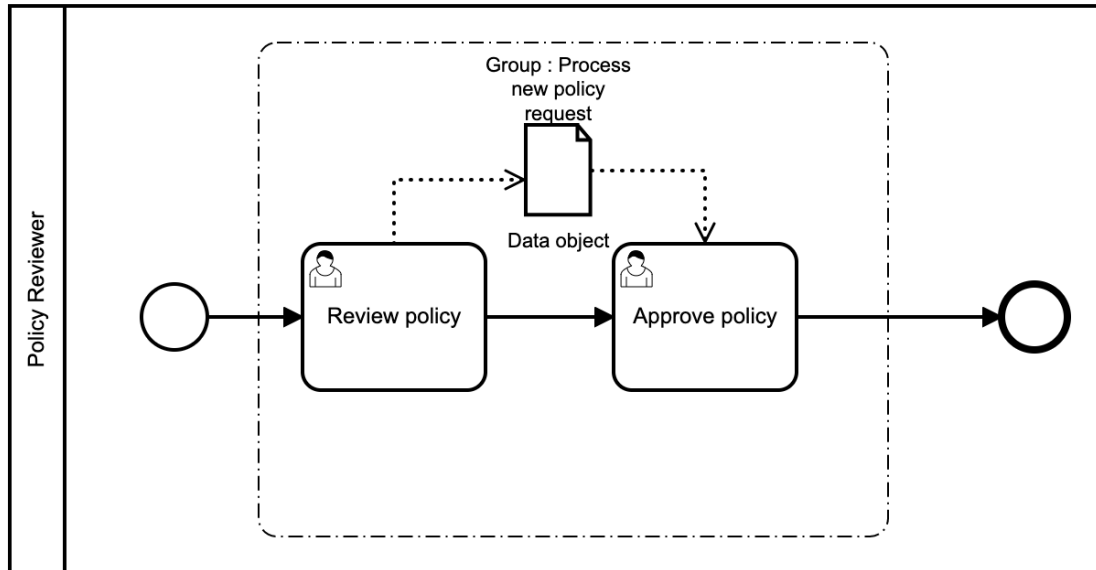 Policy Reviewer
Group : Process
new policy
request
Data object
Review policy
Approve policy